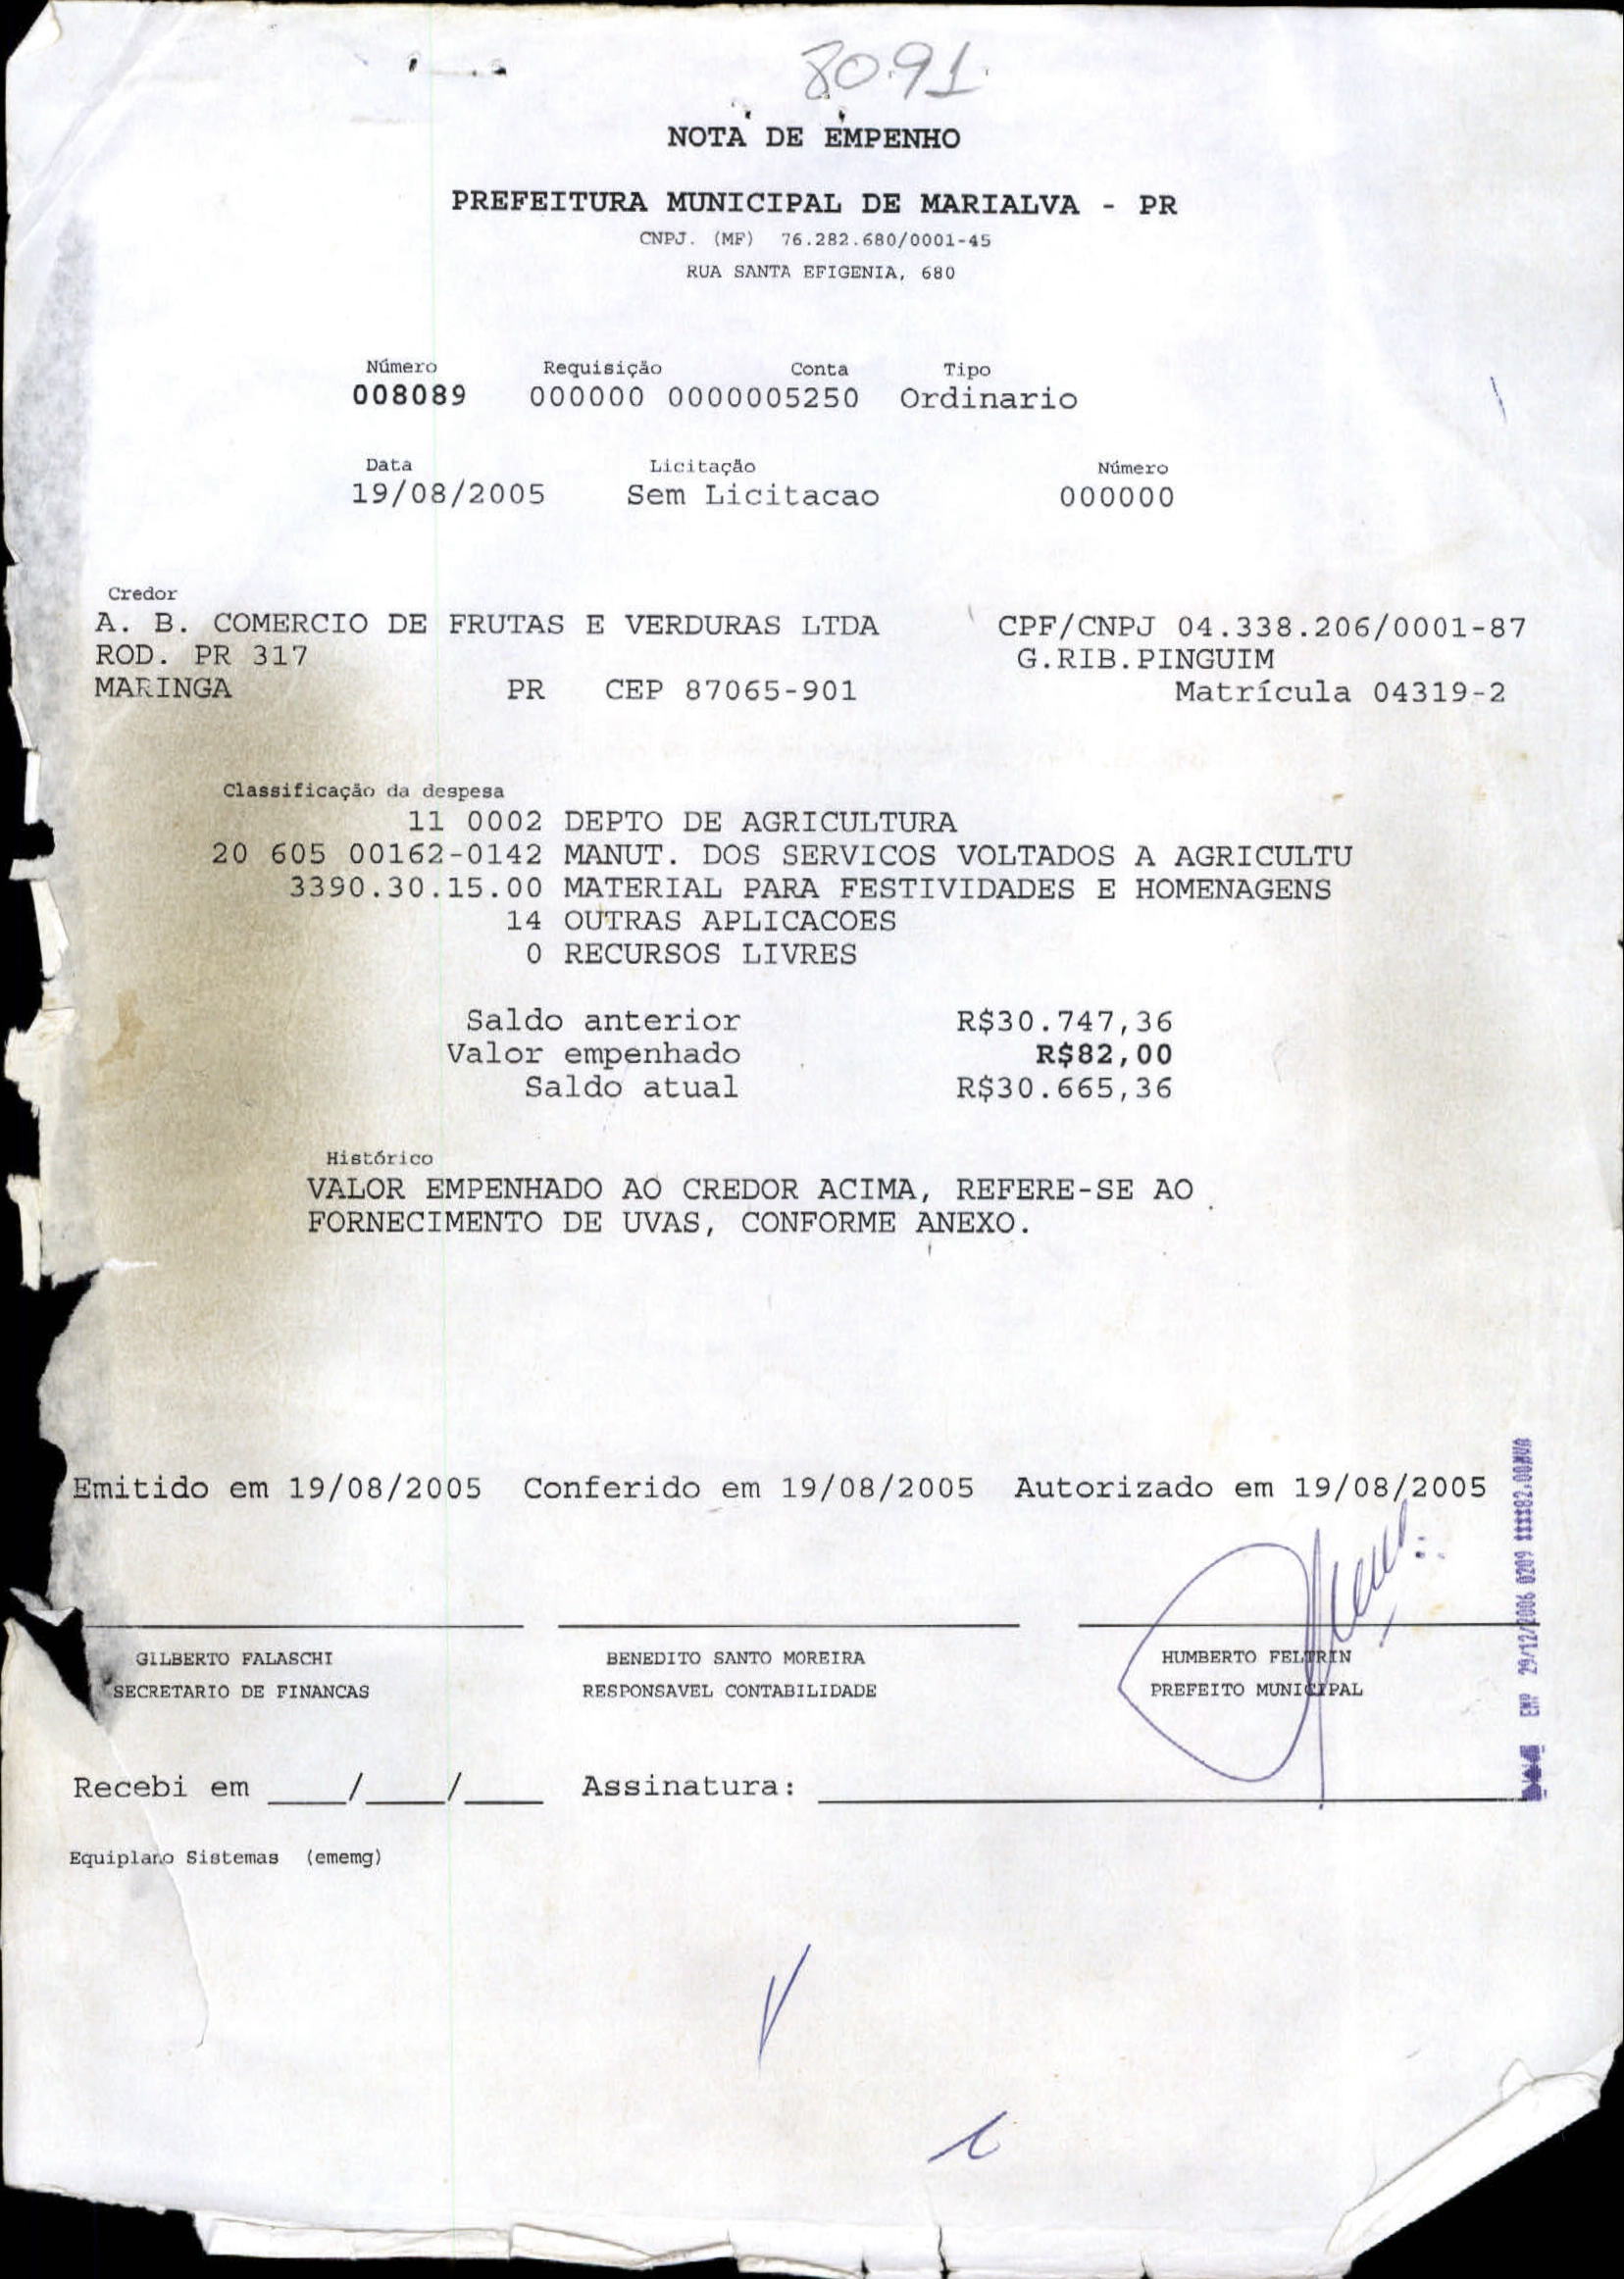 8091
NOTA DE EMPENHO
PREFEITURA MUNICIPAL DE MARIALVA - PR
CNPJ. (MF) 76.282.680/0001-45
RUA SANTA EFIGENIA, 680
Número Requisição Conta Tipo
008089 000000 0000005250 Ordinario
Data Licitação Número
19/08/2005 Sem Licitacao 000000
Credor
A. B. COMERCIO DE FRUTAS E VERDURAS LTDA CPF/CNPJ 04.338.206/0001-87
ROD. PR 317 G.RIB.PINGUIM
MARINGA PR CEP 87065-901 Matrícula 04319-2
Classificação da despesa
11 0002 DEPTO DE AGRICULTURA
20 605 00162-0142 MANUT. DOS SERVICOS VOLTADOS A AGRICULTU
3390.30.15.00 MATERIAL PARA FESTIVIDADES E HOMENAGENS
14 OUTRAS APLICACOES
0 RECURSOS LIVRES
Saldo anterior R$30.747,36
Valor empenhado R$82,00
Saldo atual R$30.665,36
Histórico
VALOR EMPENHADO AO CREDOR ACIMA, REFERE-SE AO
FORNECIMENTO DE UVAS, CONFORME ANEXO.
Emitido em 19/08/2005 Conferido em 19/08/2005 Autorizado em 19/08/2005
GILBERTO FALASCHI BENEDITO SANTO MOREIRA HUMBERTO FELTRIN
SECRETARIO DE FINANCAS RESPONSAVEL CONTABILIDADE PREFEITO MUNICIPAL
Recebi em ____/____/____ Assinatura:
Equiplano Sistemas (ememg)
EMP 29/12/2006 0209